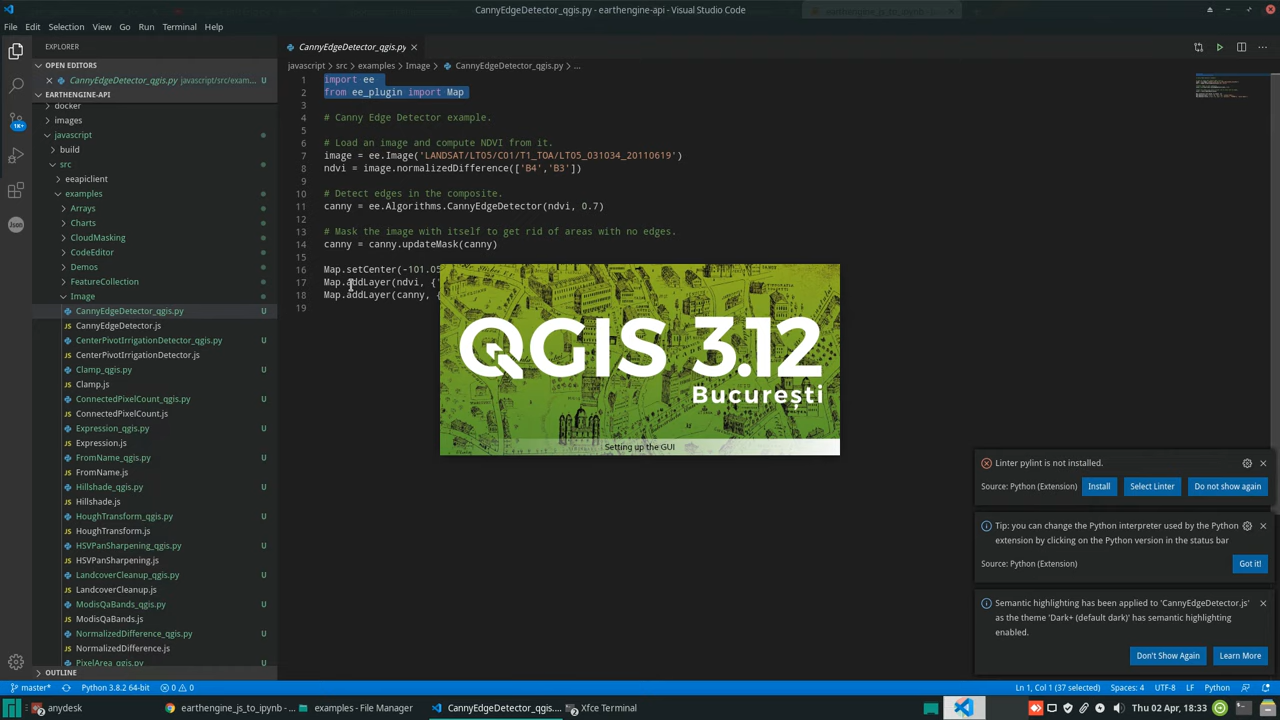 CannyEdgeDetector_qgis.py - earthengine-api - Visual Studio Code
File Edit Selection View Go Run Terminal Help
EXPLORER
OPEN EDITORS
CannyEdgeDetector_qgis.py javascript/src/exam... U
EARTHENGINE-API
docker
images
javascript
build
src
eeapiclient
examples
Arrays
Charts
CloudMasking
CodeEditor
Demos
FeatureCollection
Image
CannyEdgeDetector_qgis.py U
CannyEdgeDetector.js
CenterPivotIrrigationDetector_qgis.py U
CenterPivotIrrigationDetector.js
Clamp_qgis.py U
Clamp.js
ConnectedPixelCount_qgis.py U
ConnectedPixelCount.js
Expression_qgis.py U
Expression.js
FromName_qgis.py U
FromName.js
Hillshade_qgis.py U
Hillshade.js
HoughTransform_qgis.py U
HoughTransform.js
HSVPanSharpening_qgis.py U
HSVPanSharpening.js
LandcoverCleanup_qgis.py U
LandcoverCleanup.js
ModisQaBands_qgis.py U
ModisQaBands.js
NormalizedDifference_qgis.py U
NormalizedDifference.js
PixelArea_qgis.py U
OUTLINE
1K+
Json
CannyEdgeDetector_qgis.py
javascript > src > examples > Image > CannyEdgeDetector_qgis.py > ...
1 import ee
2 from ee_plugin import Map
3
4 # Canny Edge Detector example.
5
6 # Load an image and compute NDVI from it.
7 image = ee.Image('LANDSAT/LT05/C01/T1_TOA/LT05_031034_20110619')
8 ndvi = image.normalizedDifference(['B4','B3'])
9
10 # Detect edges in the composite.
11 canny = ee.Algorithms.CannyEdgeDetector(ndvi, 0.7)
12
13 # Mask the image with itself to get rid of areas with no edges.
14 canny = canny.updateMask(canny)
15
16 Map.setCenter(-101.05
17 Map.addLayer(ndvi, {'
18 Map.addLayer(canny, {
19
QGIS 3.12
București
Setting up the GUI
Linter pylint is not installed.
Source: Python (Extension) Install Select Linter Do not show again
Tip: you can change the Python interpreter used by the Python
extension by clicking on the Python version in the status bar
Source: Python (Extension) Got it!
Semantic highlighting has been applied to 'CannyEdgeDetector.js'
as the theme 'Dark+ (default dark)' has semantic highlighting
enabled.
Don't Show Again Learn More
master* Python 3.8.2 64-bit 0 0 Ln 1, Col 1 (37 selected) Spaces: 4 UTF-8 LF Python
anydesk earthengine_js_to_ipynb - ... examples - File Manager CannyEdgeDetector_qgis.... Xfce Terminal Thu 02 Apr, 18:33